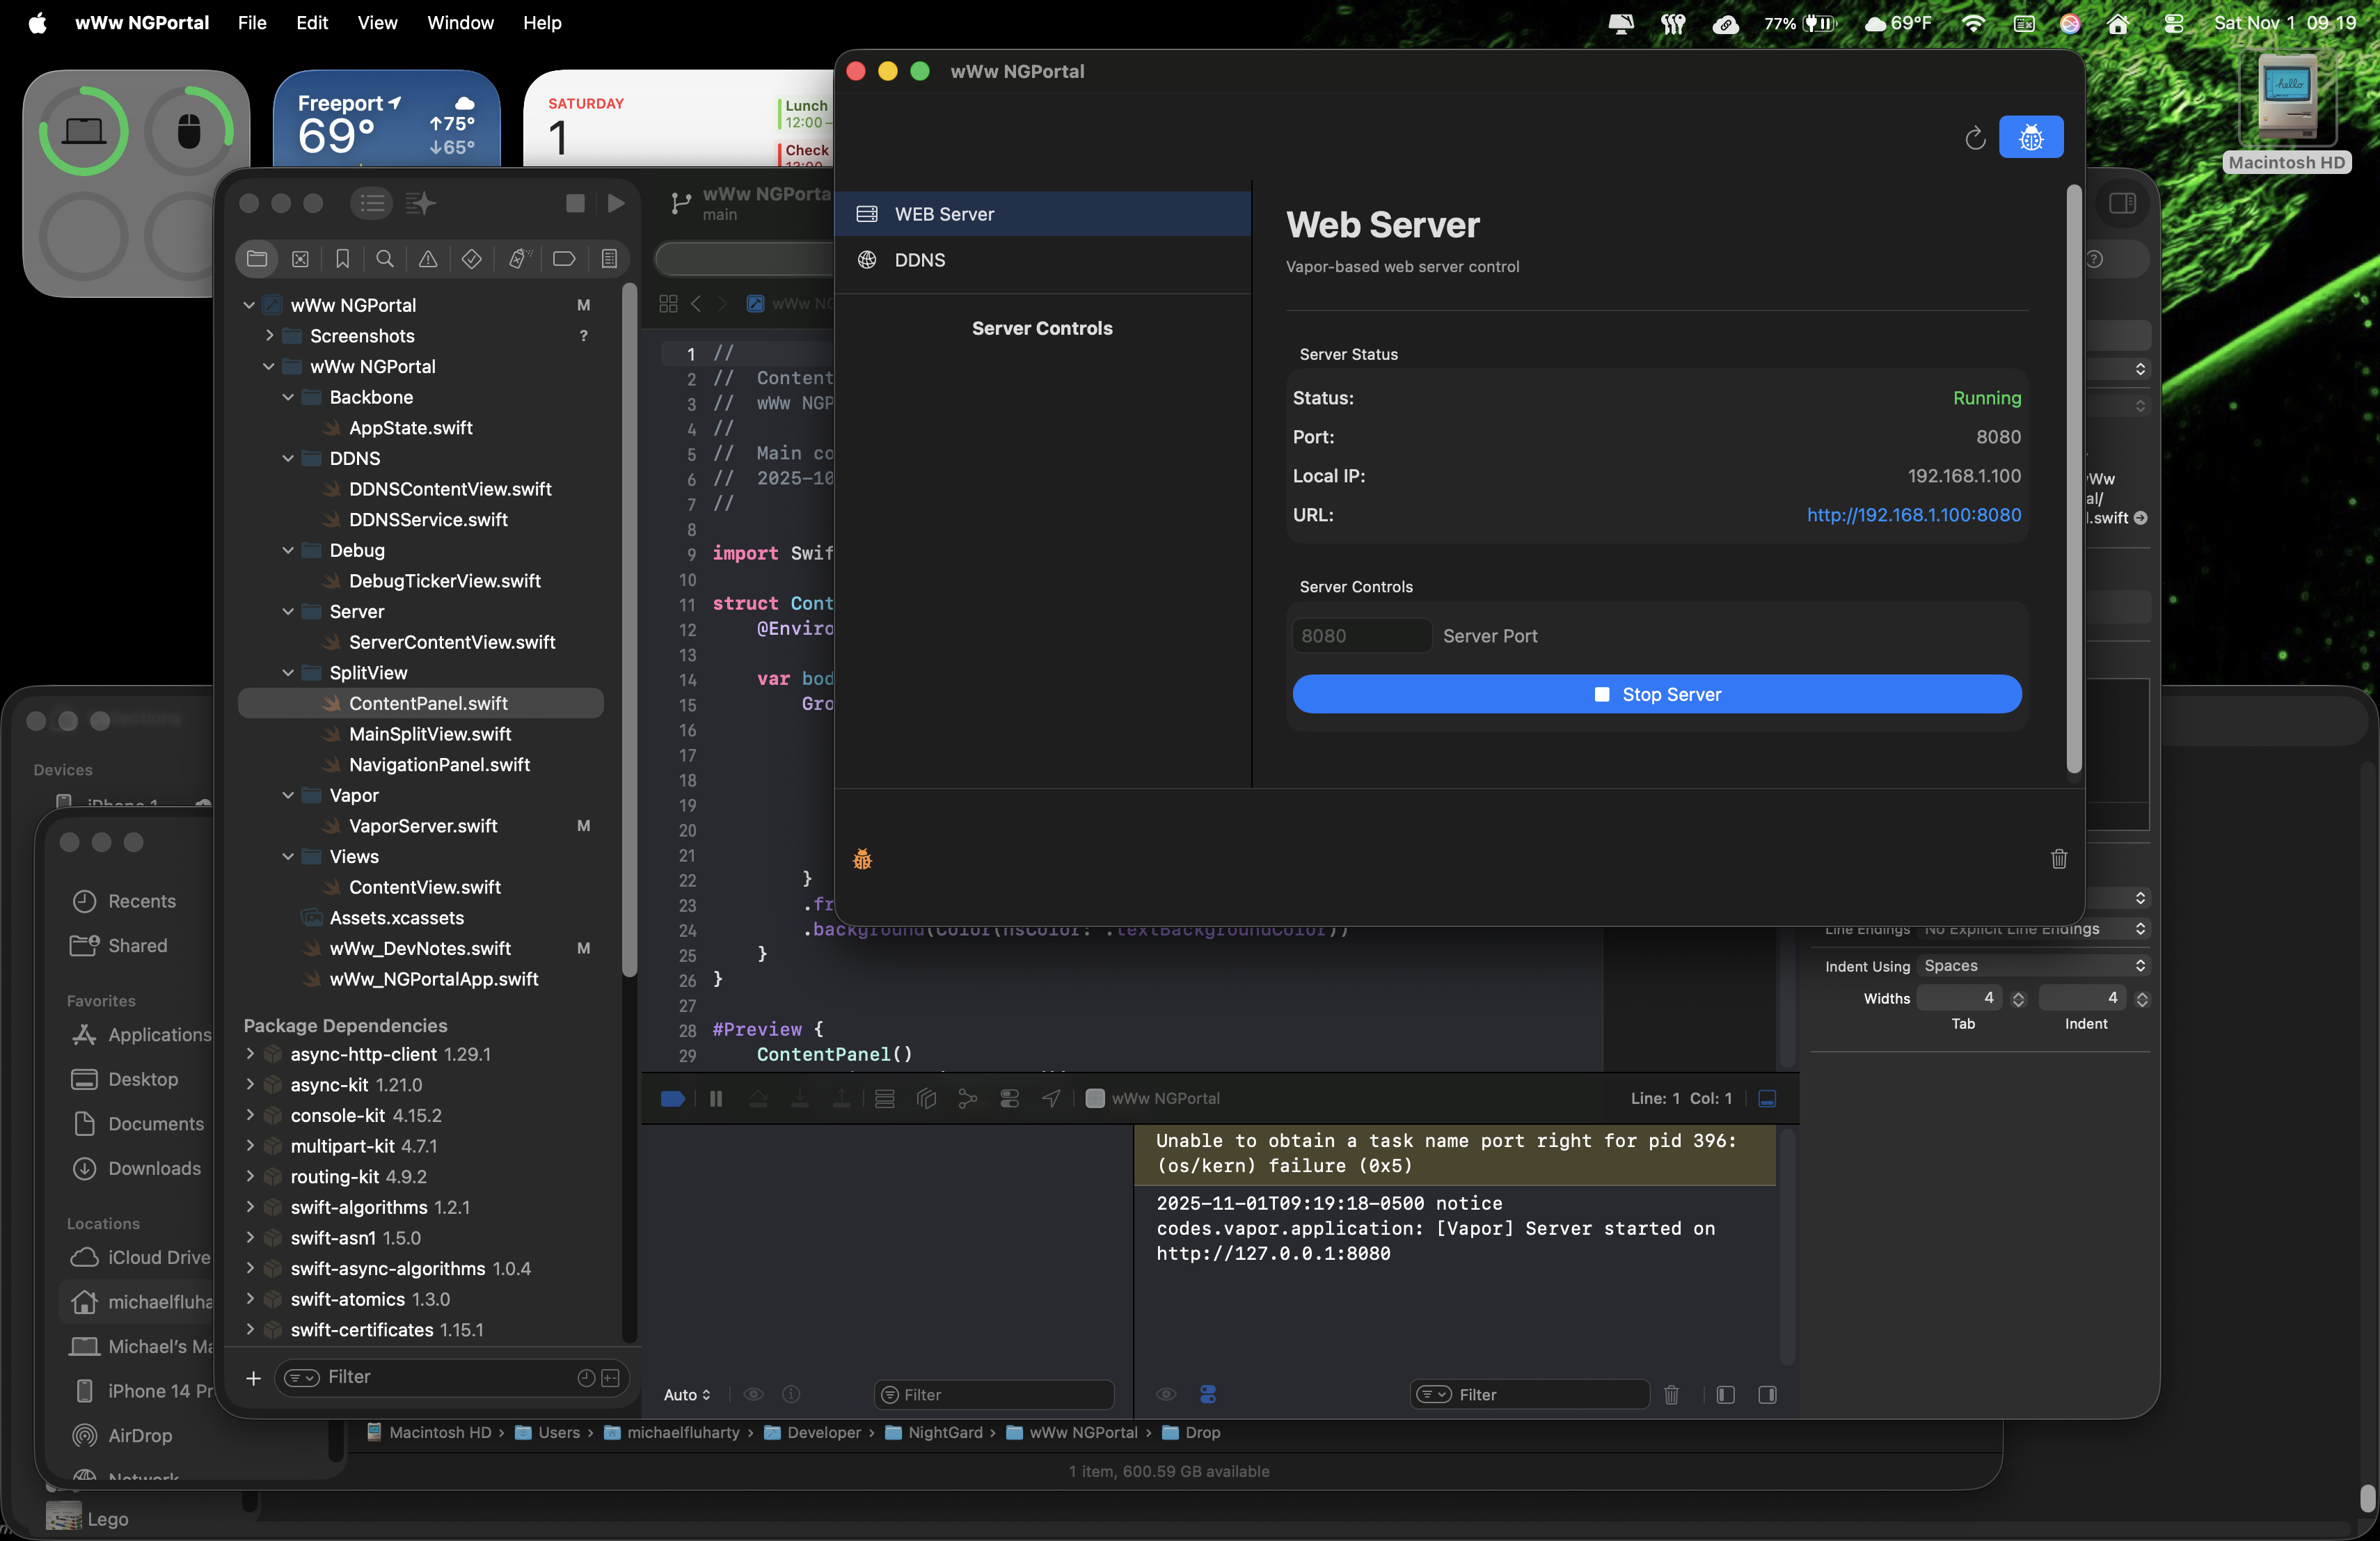 wWw NGPortal File Edit View Window Help
77% 69°F Sat Nov 1 09:19
Freeport
69°
↑75°
↓65°
SATURDAY
1
Lunch
12:00 –
Check
hello.
Macintosh HD
wWw NGPortal
WEB Server
DDNS
Server Controls
Web Server
Vapor-based web server control
Server Status
Status: Running
Port: 8080
Local IP: 192.168.1.100
URL: http://192.168.1.100:8080
Server Controls
8080 Server Port
Stop Server
wWw NGPorta
main
wWw NGPortal M
Screenshots ?
wWw NGPortal
Backbone
AppState.swift
DDNS
DDNSContentView.swift
DDNSService.swift
Debug
DebugTickerView.swift
Server
ServerContentView.swift
SplitView
ContentPanel.swift
MainSplitView.swift
NavigationPanel.swift
Vapor
VaporServer.swift M
Views
ContentView.swift
Assets.xcassets
wWw_DevNotes.swift M
wWw_NGPortalApp.swift
Package Dependencies
async-http-client 1.29.1
async-kit 1.21.0
console-kit 4.15.2
multipart-kit 4.7.1
routing-kit 4.9.2
swift-algorithms 1.2.1
swift-asn1 1.5.0
swift-async-algorithms 1.0.4
swift-atomics 1.3.0
swift-certificates 1.15.1
Filter
wWw NG
1 //
2 // Content
3 // wWw NGP
4 //
5 // Main co
6 // 2025-10
7 //
8
9 import Swif
10
11 struct Cont
12 @Enviro
13
14 var bod
15 Gro
16
17
18
19
20
21
22 }
23 .fr
24 .background(Color(nsColor: .textBackgroundColor))
25 }
26 }
27
28 #Preview {
29 ContentPanel()
wWw NGPortal
Line: 1 Col: 1
Unable to obtain a task name port right for pid 396:
(os/kern) failure (0x5)
2025-11-01T09:19:18-0500 notice
codes.vapor.application: [Vapor] Server started on
http://127.0.0.1:8080
Auto
Filter
Filter
Ww
al/
l.swift
Line Endings No Explicit Line Endings
Indent Using Spaces
Widths 4 4
Tab Indent
Devices
iPhone 1
Recents
Shared
Favorites
Applications
Desktop
Documents
Downloads
Locations
iCloud Drive
michaelfluha
Michael’s Ma
iPhone 14 Pr
AirDrop
Network
Macintosh HD › Users › michaelfluharty › Developer › NightGard › wWw NGPortal › Drop
1 item, 600.59 GB available
Lego